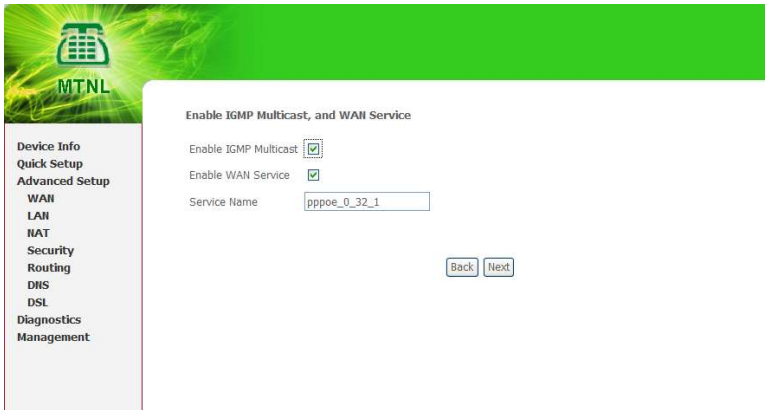 MTNL
Device Info
Quick Setup
Advanced Setup
WAN
LAN
NAT
Security
Routing
DNS
DSL
Diagnostics
Management
Enable IGMP Multicast, and WAN Service
Enable IGMP Multicast
Enable WAN Service
Service Name pppoe_0_32_1
Back Next